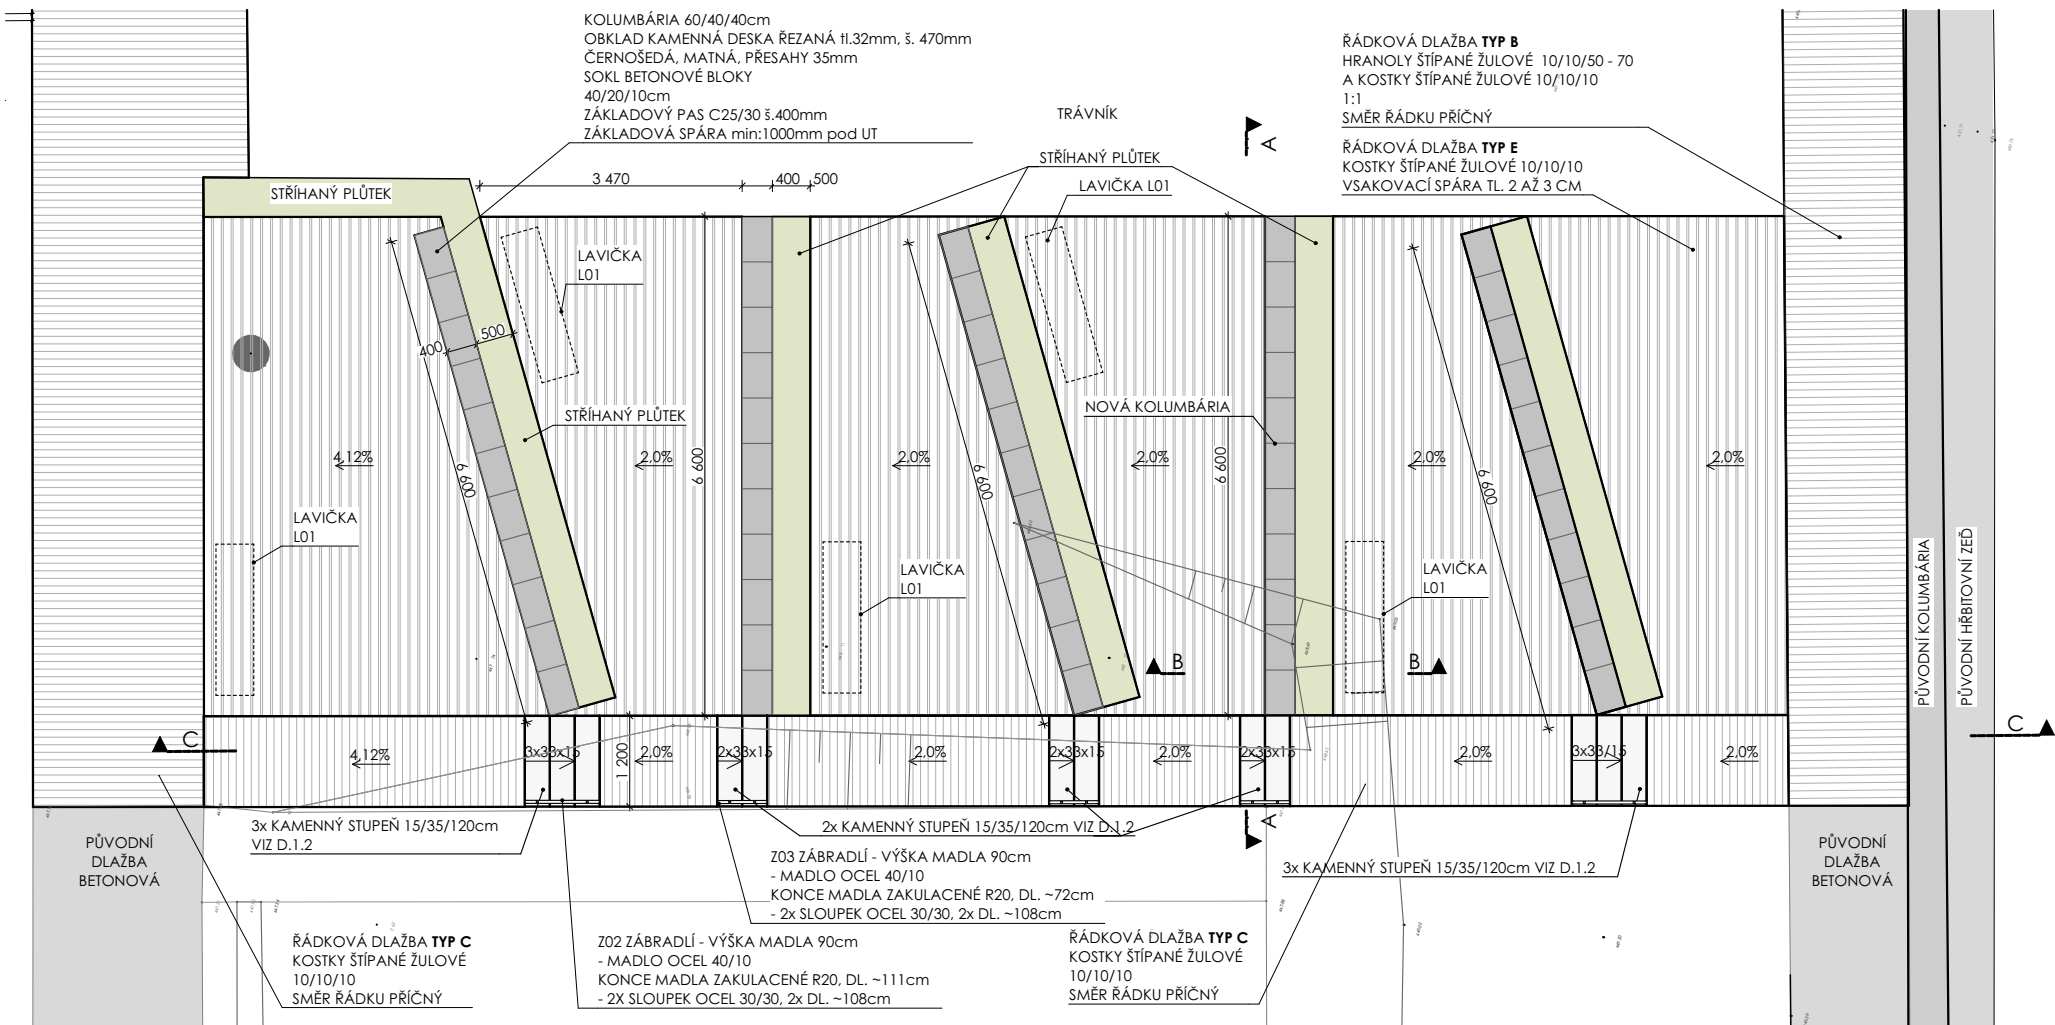 KOLUMBÁRIA 60/40/40cm
OBKLAD KAMENNÁ DESKA ŘEZANÁ tl.32mm, š. 470mm
ČERNOŠEDÁ, MATNÁ, PŘESAHY 35mm
SOKL BETONOVÉ BLOKY
40/20/10cm
ZÁKLADOVÝ PAS C25/30 š.400mm
ZÁKLADOVÁ SPÁRA min:1000mm pod UT
TRÁVNÍK
A
ŘÁDKOVÁ DLAŽBA TYP B
HRANOLY ŠTÍPANÉ ŽULOVÉ 10/10/50 - 70
A KOSTKY ŠTÍPANÉ ŽULOVÉ 10/10/10
1:1
SMĚR ŘÁDKU PŘÍČNÝ
ŘÁDKOVÁ DLAŽBA TYP E
KOSTKY ŠTÍPANÉ ŽULOVÉ 10/10/10
VSAKOVACÍ SPÁRA TL. 2 AŽ 3 CM
STŘÍHANÝ PLŮTEK
STŘÍHANÝ PLŮTEK
3 470
400
500
LAVIČKA L01
LAVIČKA
L01
400
500
STŘÍHANÝ PLŮTEK
NOVÁ KOLUMBÁRIA
4,12%
6 600
2,0%
6 600
2,0%
6 600
2,0%
6 600
2,0%
6 600
2,0%
LAVIČKA
L01
LAVIČKA
L01
LAVIČKA
L01
PŮVODNÍ KOLUMBÁRIA
PŮVODNÍ HŘBITOVNÍ ZEĎ
B
B
C
C
4,12%
3x33x15
1 200
2,0%
2x33x15
2,0%
2x33x15
2,0%
2x33x15
2,0%
3x33/15
2,0%
3x KAMENNÝ STUPEŇ 15/35/120cm
VIZ D.1.2
2x KAMENNÝ STUPEŇ 15/35/120cm VIZ D.1.2
A
3x KAMENNÝ STUPEŇ 15/35/120cm VIZ D.1.2
PŮVODNÍ
DLAŽBA
BETONOVÁ
PŮVODNÍ
DLAŽBA
BETONOVÁ
Z03 ZÁBRADLÍ - VÝŠKA MADLA 90cm
- MADLO OCEL 40/10
KONCE MADLA ZAKULACENÉ R20, DL. ~72cm
- 2x SLOUPEK OCEL 30/30, 2x DL. ~108cm
ŘÁDKOVÁ DLAŽBA TYP C
KOSTKY ŠTÍPANÉ ŽULOVÉ
10/10/10
SMĚR ŘÁDKU PŘÍČNÝ
Z02 ZÁBRADLÍ - VÝŠKA MADLA 90cm
- MADLO OCEL 40/10
KONCE MADLA ZAKULACENÉ R20, DL. ~111cm
- 2X SLOUPEK OCEL 30/30, 2x DL. ~108cm
ŘÁDKOVÁ DLAŽBA TYP C
KOSTKY ŠTÍPANÉ ŽULOVÉ
10/10/10
SMĚR ŘÁDKU PŘÍČNÝ